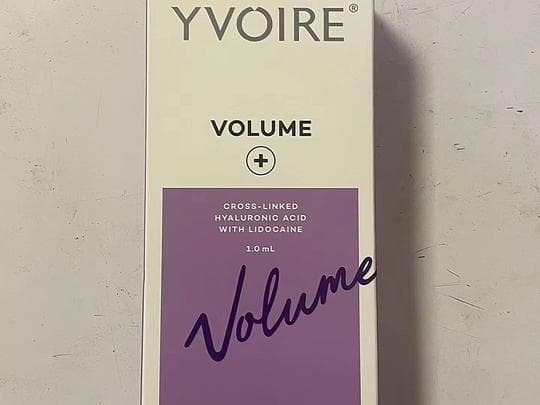 YVOIRE®
VOLUME
+
CROSS-LINKED
HYALURONIC ACID
WITH LIDOCAINE
1.0 mL
Volume